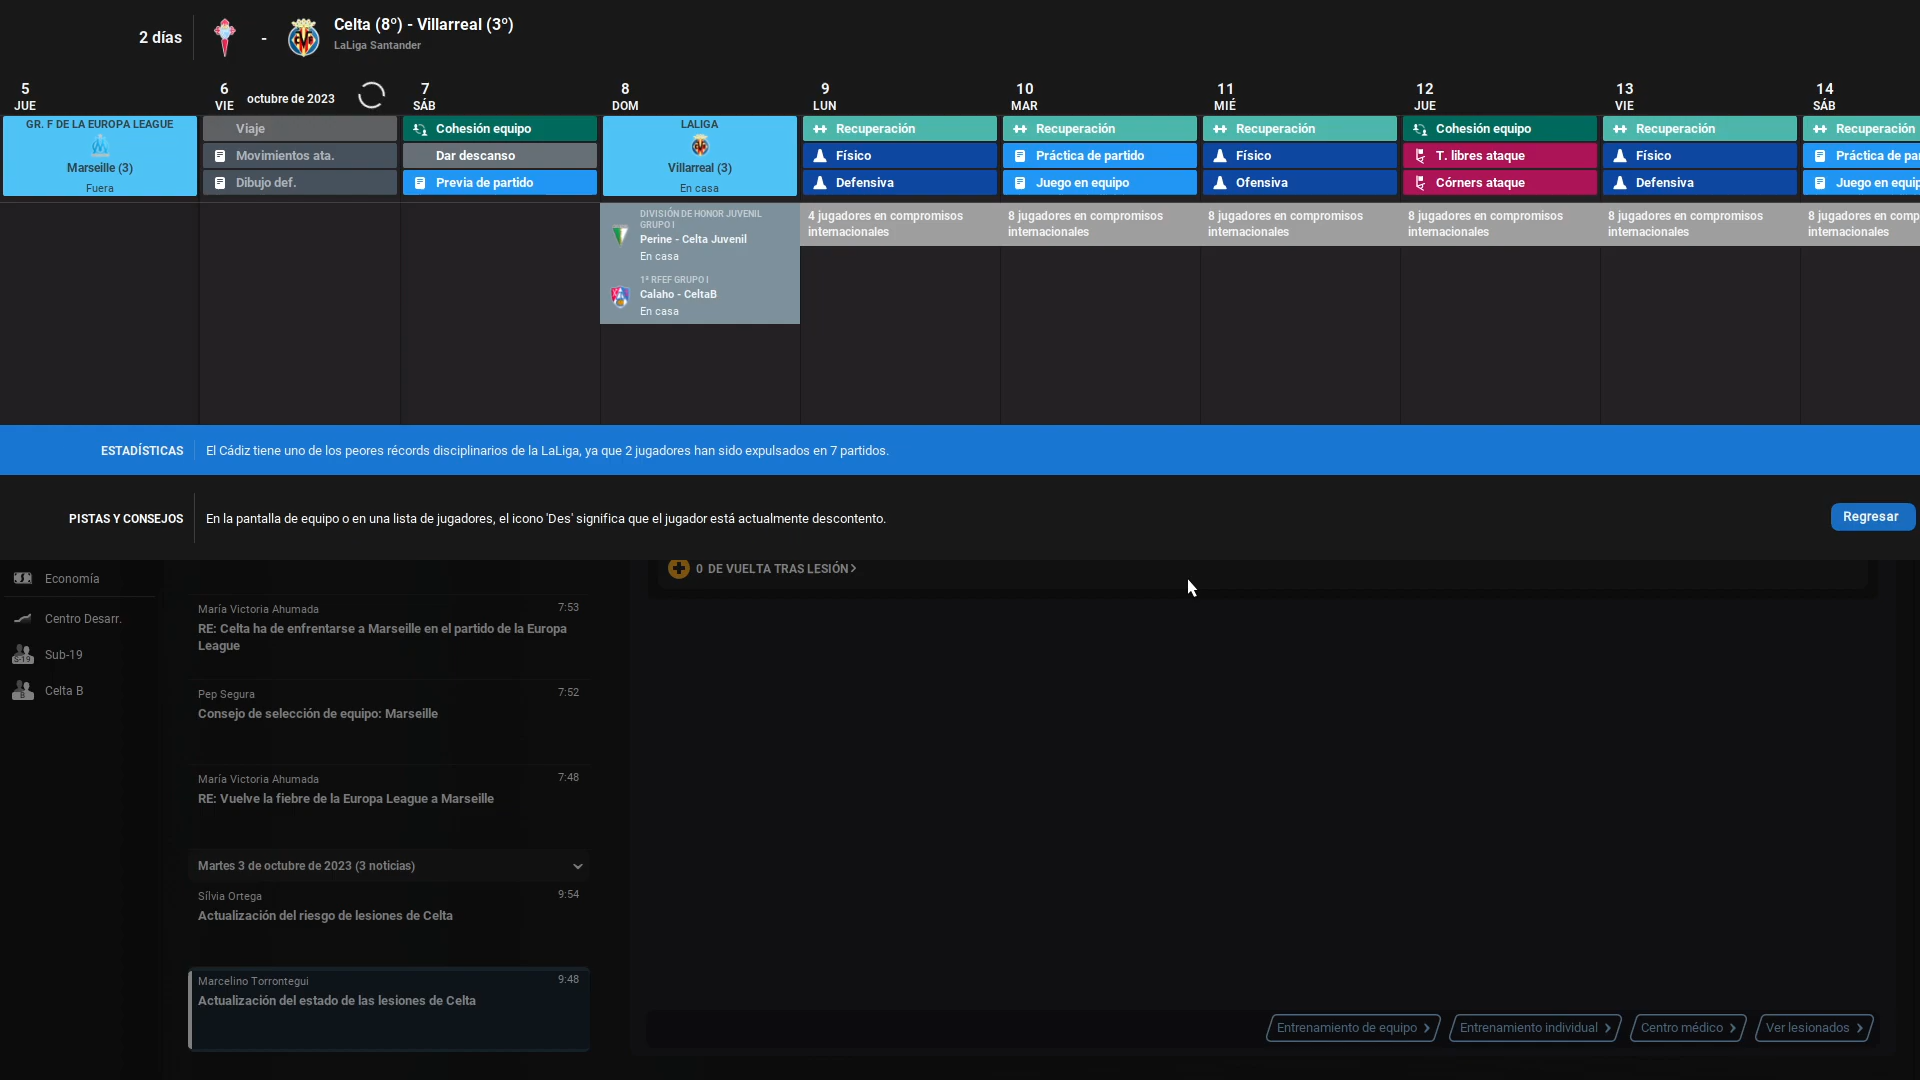 2 días
-
Celta (8º) - Villarreal (3º)
LaLiga Santander
5
JUE
6
VIE
octubre de 2023
7
SÁB
8
DOM
9
LUN
10
MAR
11
MIÉ
12
JUE
13
VIE
14
SÁB
GR. F DE LA EUROPA LEAGUE
Marseille (3)
Fuera
Viaje
Movimientos ata.
Dibujo def.
Cohesión equipo
Dar descanso
Previa de partido
LALIGA
Villarreal (3)
En casa
Recuperación
Físico
Defensiva
Recuperación
Práctica de partido
Juego en equipo
Recuperación
Físico
Ofensiva
Cohesión equipo
T. libres ataque
Córners ataque
Recuperación
Físico
Defensiva
Recuperación
Práctica de par
Juego en equip
DIVISIÓN DE HONOR JUVENIL
GRUPO I
Perine - Celta Juvenil
En casa
1ª RFEF GRUPO I
Calaho - CeltaB
En casa
4 jugadores en compromisos
internacionales
8 jugadores en compromisos
internacionales
8 jugadores en compromisos
internacionales
8 jugadores en compromisos
internacionales
8 jugadores en compromisos
internacionales
8 jugadores en comp
internacionales
ESTADÍSTICAS
El Cádiz tiene uno de los peores récords disciplinarios de la LaLiga, ya que 2 jugadores han sido expulsados en 7 partidos.
PISTAS Y CONSEJOS
En la pantalla de equipo o en una lista de jugadores, el icono 'Des' significa que el jugador está actualmente descontento.
Regresar
Economía
Centro Desarr.
S-19
Sub-19
B
Celta B
0 DE VUELTA TRAS LESIÓN>
María Victoria Ahumada
7:53
RE: Celta ha de enfrentarse a Marseille en el partido de la Europa
League
Pep Segura
7:52
Consejo de selección de equipo: Marseille
María Victoria Ahumada
7:48
RE: Vuelve la fiebre de la Europa League a Marseille
Martes 3 de octubre de 2023 (3 noticias)
Sílvia Ortega
9:54
Actualización del riesgo de lesiones de Celta
Marcelino Torrontegui
9:48
Actualización del estado de las lesiones de Celta
Entrenamiento de equipo >
Entrenamiento individual >
Centro médico >
Ver lesionados >